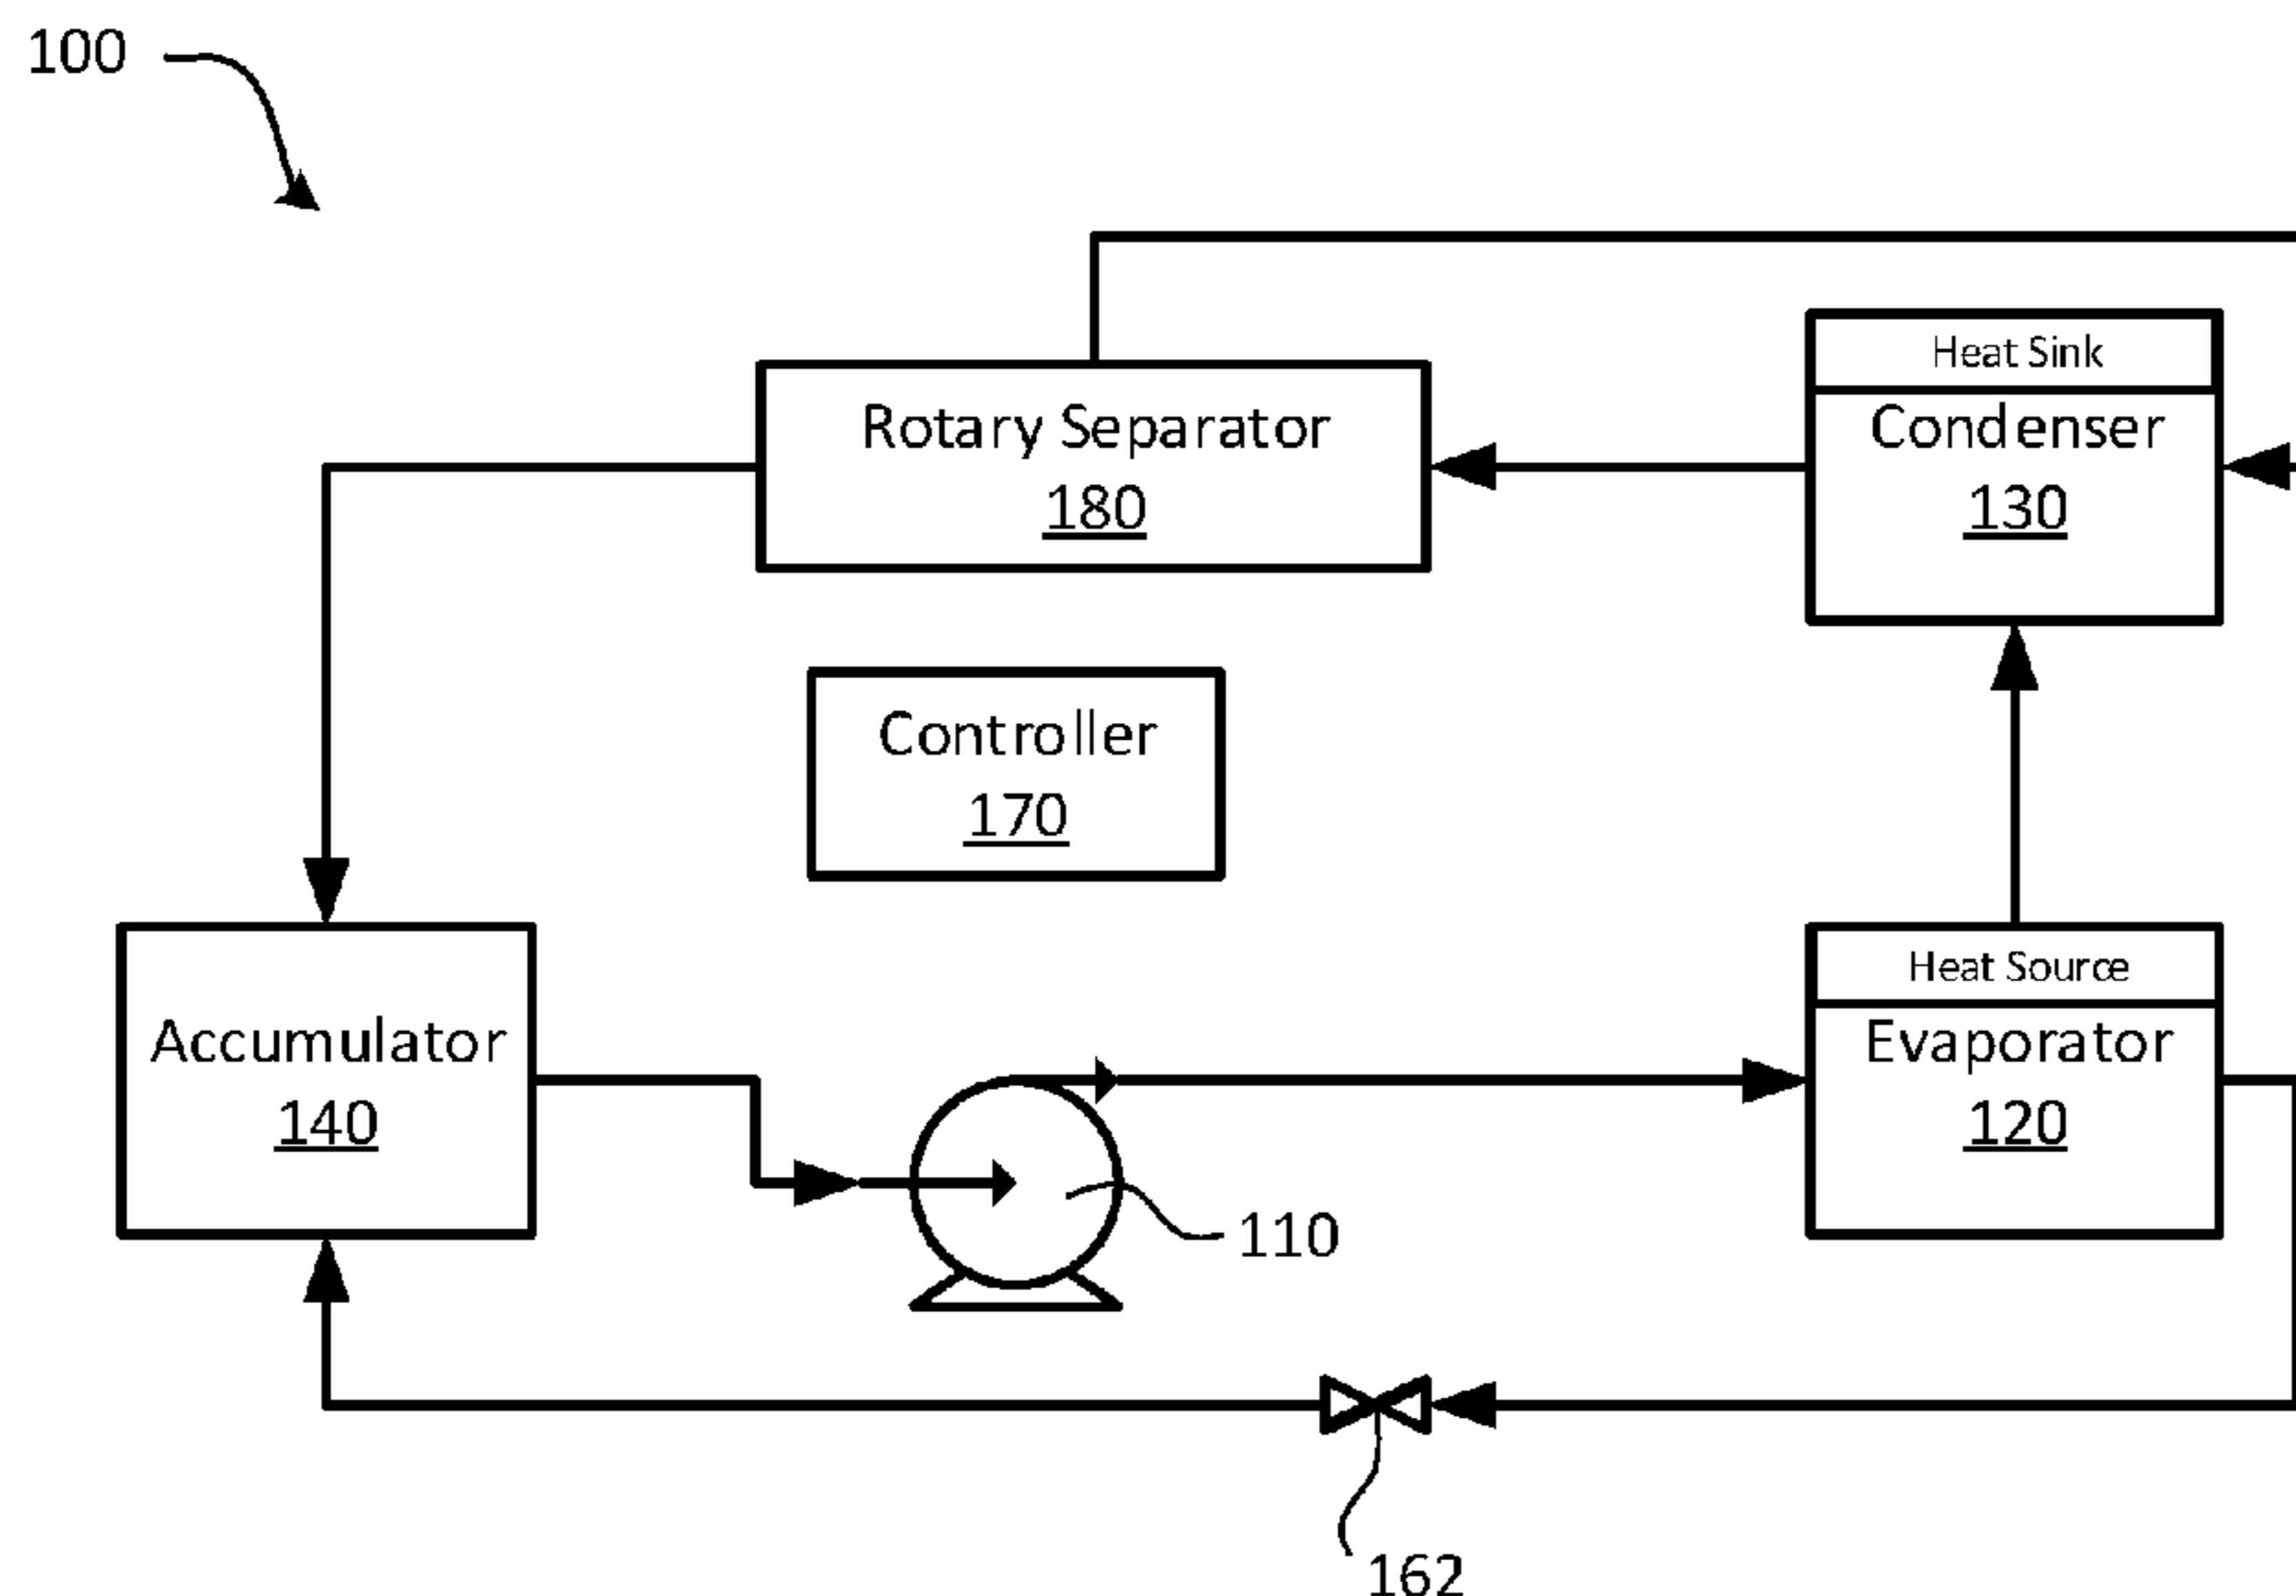 100
Heat Sink
Rotary Separator
180
Condenser
130
Controller
170
Heat Source
Accumulator
140
Evaporator
120
110
162